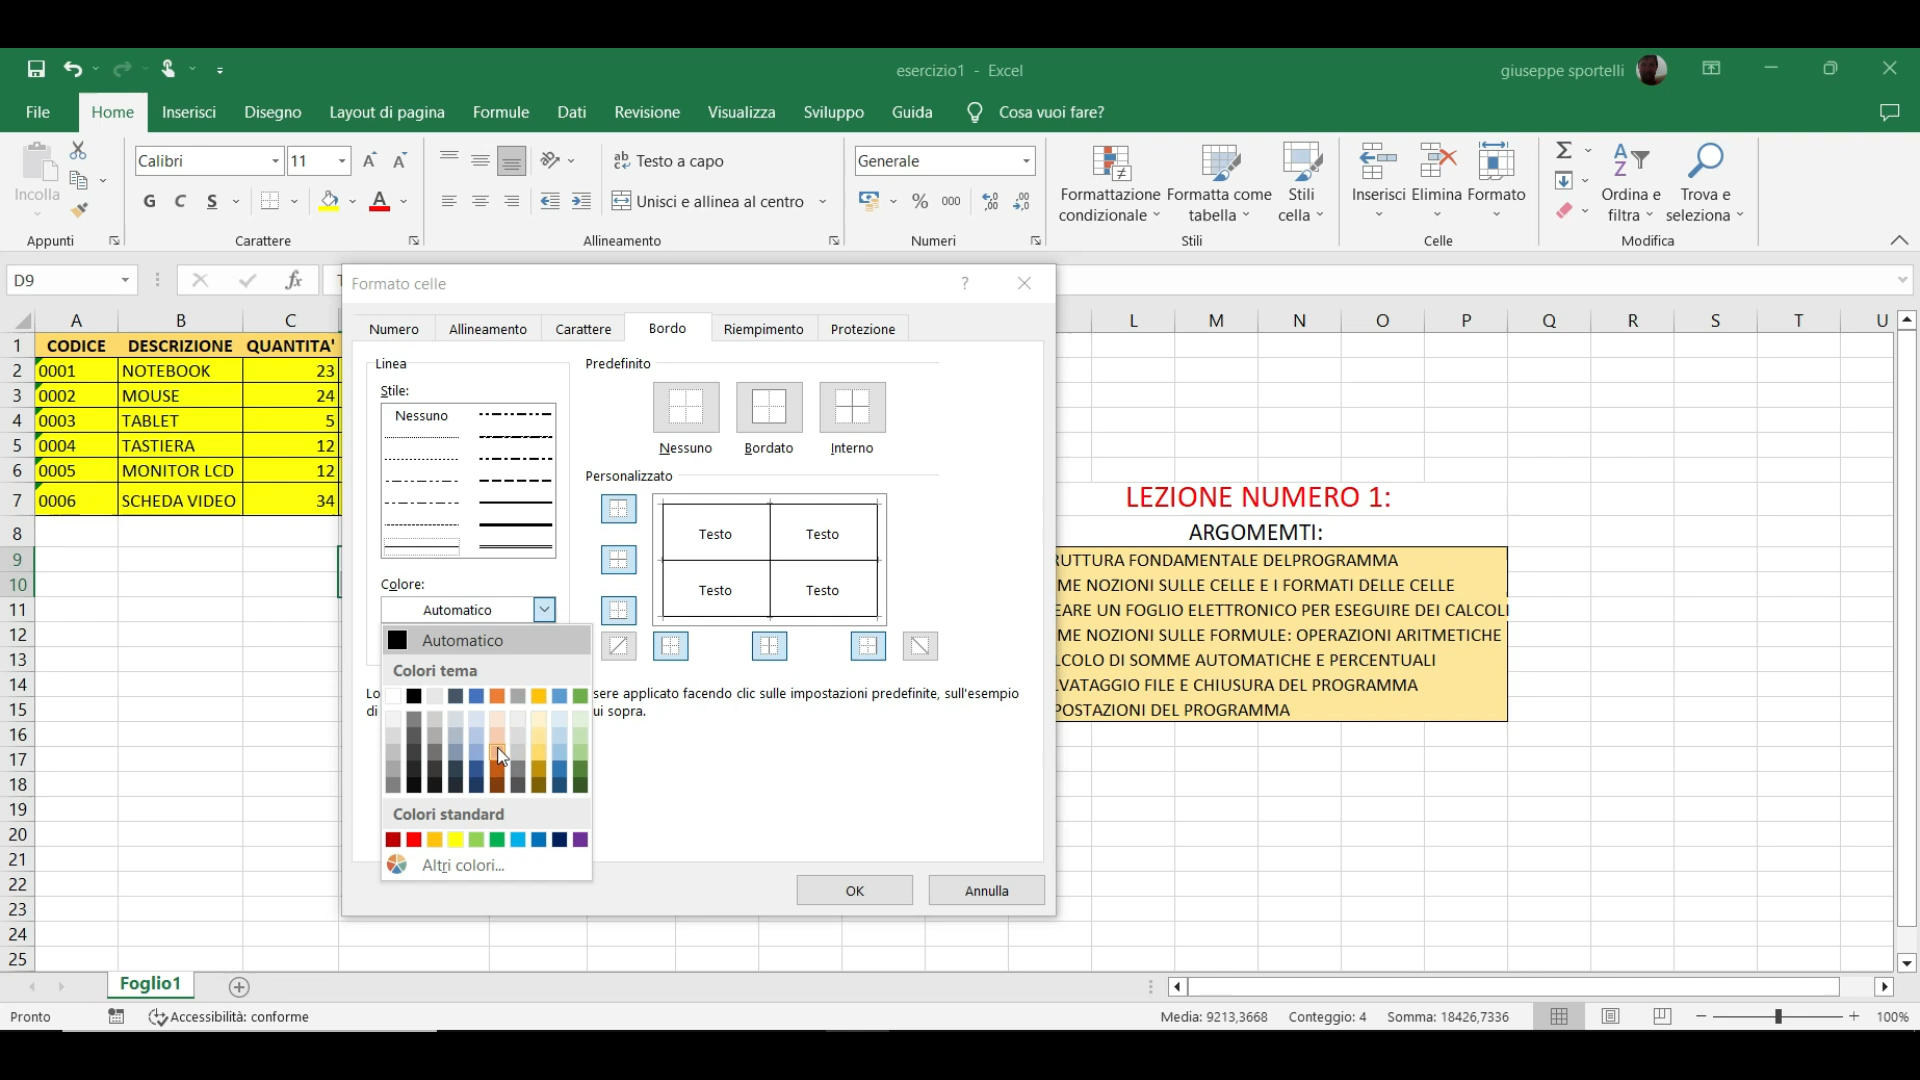 esercizio1 - Excel
giuseppe sportelli
File Home Inserisci Disegno Layout di pagina Formule Dati Revisione Visualizza Sviluppo Guida Cosa vuoi fare?
Incolla
Appunti
Calibri 11
G C S
Carattere
ab Testo a capo
Unisci e allinea al centro
Allineamento
Generale
% 000
Numeri
Formattazione condizionale
Formatta come tabella
Stili cella
Stili
Inserisci Elimina Formato
Celle
Ordina e filtra
Trova e seleziona
Modifica
D9
fx
A B C L M N O P Q R S T U
1 CODICE DESCRIZIONE QUANTITA'
2 0001 NOTEBOOK 23
3 0002 MOUSE 24
4 0003 TABLET 5
5 0004 TASTIERA 12
6 0005 MONITOR LCD 12
7 0006 SCHEDA VIDEO 34
8
9
10
11
12
13
14
15
16
17
18
19
20
21
22
23
24
25
Formato celle ?
Numero Allineamento Carattere Bordo Riempimento Protezione
Linea
Stile:
Nessuno
Colore:
Automatico
Automatico
Colori tema
Colori standard
Altri colori...
Predefinito
Nessuno Bordato Interno
Personalizzato
Testo Testo
Testo Testo
Lo sere applicato facendo clic sulle impostazioni predefinite, sull'esempio
di ui sopra.
OK Annulla
LEZIONE NUMERO 1:
ARGOMEMTI:
RUTTURA FONDAMENTALE DELPROGRAMMA
ME NOZIONI SULLE CELLE E I FORMATI DELLE CELLE
EARE UN FOGLIO ELETTRONICO PER ESEGUIRE DEI CALCOLI
ME NOZIONI SULLE FORMULE: OPERAZIONI ARITMETICHE
LCOLO DI SOMME AUTOMATICHE E PERCENTUALI
LVATAGGIO FILE E CHIUSURA DEL PROGRAMMA
POSTAZIONI DEL PROGRAMMA
Foglio1
Pronto Accessibilità: conforme Media: 9213,3668 Conteggio: 4 Somma: 18426,7336 100%